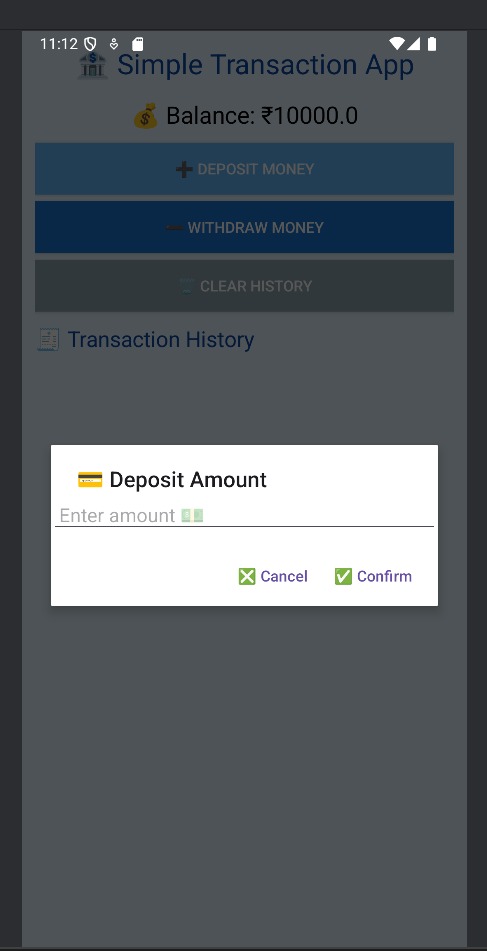 11:12
🏦 Simple Transaction App
💰 Balance: ₹10000.0
➕ DEPOSIT MONEY
➖ WITHDRAW MONEY
🗑️ CLEAR HISTORY
🧾 Transaction History
💳 Deposit Amount
Enter amount 💵
❎ Cancel ✅ Confirm